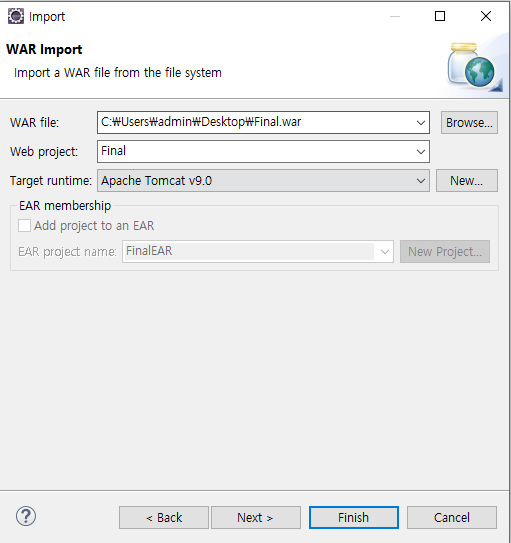 Import
WAR Import
Import a WAR file from the file system
WAR file: C:₩Users₩admin₩Desktop₩Final.war Browse...
Web project: Final
Target runtime: Apache Tomcat v9.0 New...
EAR membership
Add project to an EAR
EAR project name: FinalEAR New Project...
?
< Back Next > Finish Cancel